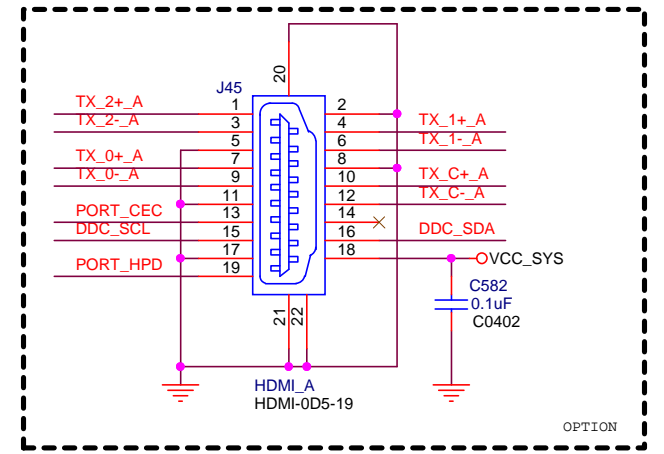 20
J45
TX_2+_A 1 2
TX_2-_A 3 4 TX_1+_A
5 6 TX_1-_A
TX_0+_A 7 8
TX_0-_A 9 10 TX_C+_A
11 12 TX_C-_A
PORT_CEC 13 14
DDC_SCL 15 16 DDC_SDA
17 18 VCC_SYS
PORT_HPD 19
C582
0.1uF
C0402
21 22
HDMI_A
HDMI-0D5-19
OPTION